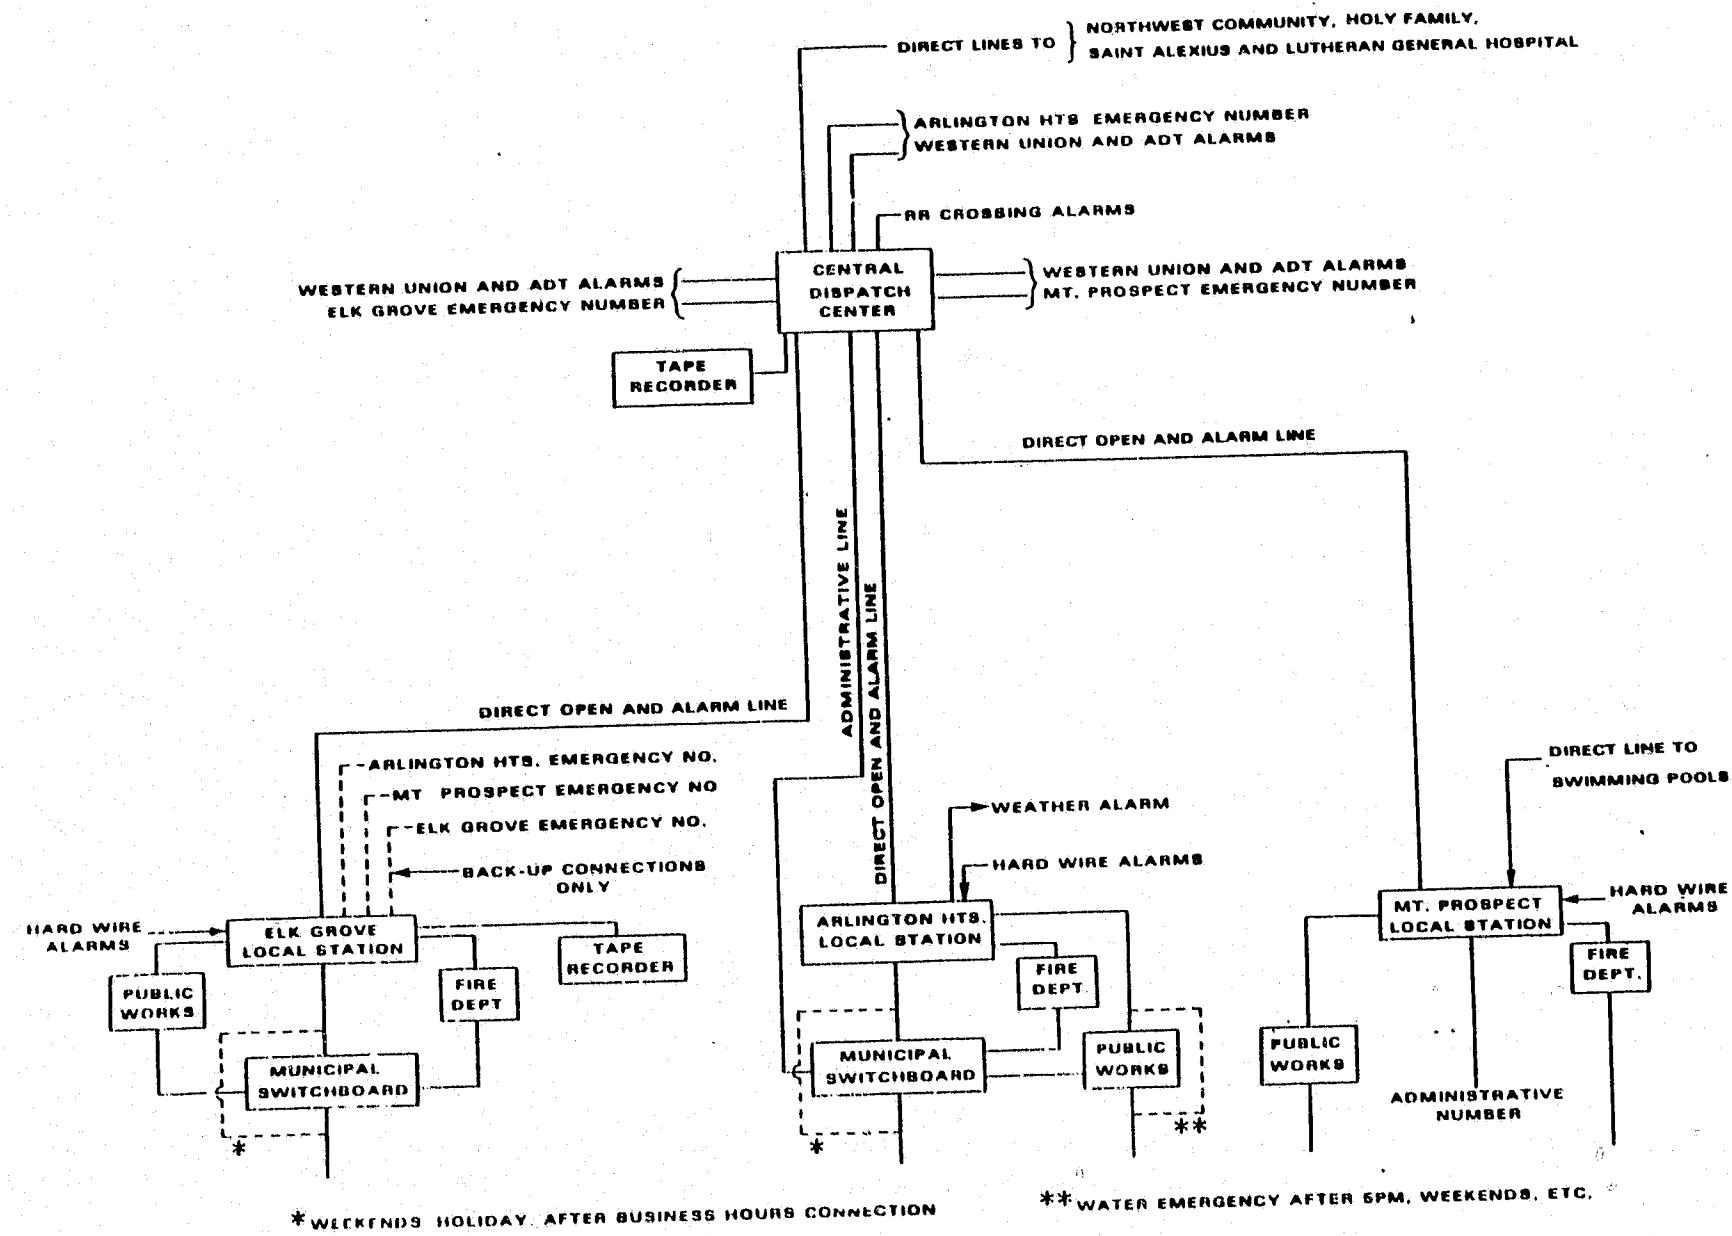 DIRECT LINES TO
NORTHWEST COMMUNITY, HOLY FAMILY,
SAINT ALEXIUS AND LUTHERAN GENERAL HOSPITAL
ARLINGTON HTS EMERGENCY NUMBER
WESTERN UNION AND ADT ALARMS
RR CROSSING ALARMS
WESTERN UNION AND ADT ALARMS
ELK GROVE EMERGENCY NUMBER
CENTRAL
DISPATCH
CENTER
WESTERN UNION AND ADT ALARMS
MT. PROSPECT EMERGENCY NUMBER
TAPE
RECORDER
DIRECT OPEN AND ALARM LINE
ADMINISTRATIVE LINE
DIRECT OPEN AND ALARM LINE
DIRECT OPEN AND ALARM LINE
ARLINGTON HTS. EMERGENCY NO.
MT PROSPECT EMERGENCY NO
ELK GROVE EMERGENCY NO.
BACK-UP CONNECTIONS
ONLY
WEATHER ALARM
HARD WIRE ALARMS
DIRECT LINE TO
SWIMMING POOLS
HARD WIRE
ALARMS
ELK GROVE
LOCAL STATION
TAPE
RECORDER
PUBLIC
WORKS
FIRE
DEPT
MUNICIPAL
SWITCHBOARD
*
ARLINGTON HTS.
LOCAL STATION
FIRE
DEPT.
MUNICIPAL
SWITCHBOARD
PUBLIC
WORKS
*
**
MT. PROSPECT
LOCAL STATION
HARD WIRE
ALARMS
FIRE
DEPT.
PUBLIC
WORKS
ADMINISTRATIVE
NUMBER
*WEEKENDS HOLIDAY, AFTER BUSINESS HOURS CONNECTION
**WATER EMERGENCY AFTER 5PM, WEEKENDS, ETC,